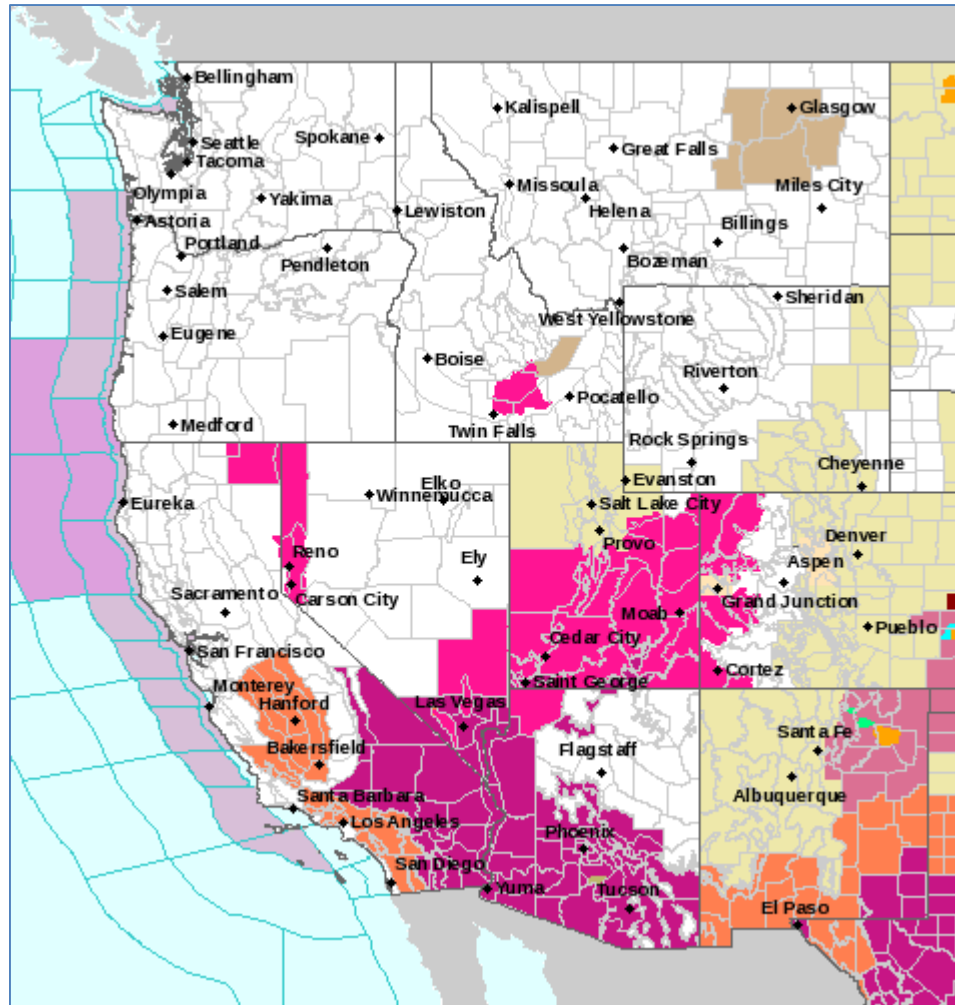 Bellingham
Kalispell
Glasgow
Seattle
Spokane
Great Falls
Tacoma
Miles City
Olympia
Yakima
Missoula
Helena
Lewiston
Astoria
Billings
Portland
Bozeman
Pendleton
Salem
Sheridan
West Yellowstone
Eugene
Boise
Riverton
Pocatello
Medford
Twin Falls
Rock Springs
Elko
Evanston
Cheyenne
Eureka
Winnemucca
Salt Lake City
Provo
Denver
Reno
Ely
Aspen
Sacramento
Carson City
Grand Junction
Moab
Pueblo
San Francisco
Cedar City
Cortez
Monterey
Saint George
Hanford
Las Vegas
Bakersfield
Flagstaff
Santa Fe
Santa Barbara
Albuquerque
Los Angeles
Phoenix
San Diego
Yuma
Tucson
El Paso